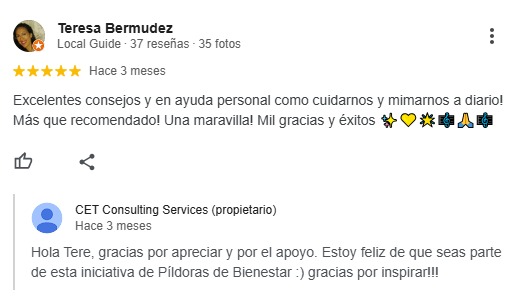 Teresa Bermudez
Local Guide · 37 reseñas · 35 fotos
Hace 3 meses
Excelentes consejos y en ayuda personal como cuidarnos y mimarnos a diario!
Más que recomendado! Una maravilla! Mil gracias y éxitos ✨💛🌟🎼🙏🎼
CET Consulting Services (propietario)
Hace 3 meses
Hola Tere, gracias por apreciar y por el apoyo. Estoy feliz de que seas parte
de esta iniciativa de Píldoras de Bienestar :) gracias por inspirar!!!